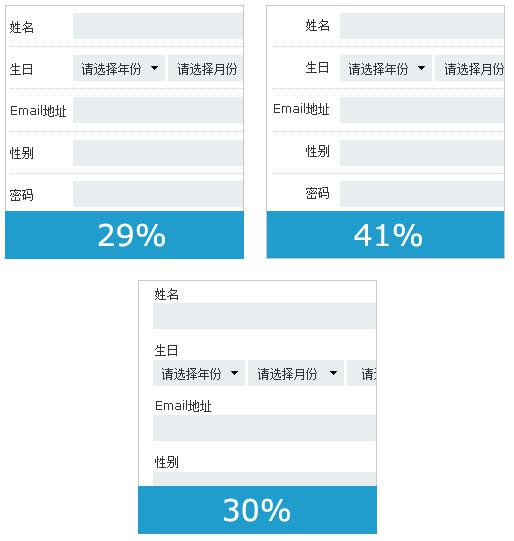 姓名
生日 请选择年份 请选择月份
Email地址
性别
密码
29%
姓名
生日 请选择年份 请选择月份
Email地址
性别
密码
41%
姓名
生日
请选择年份 请选择月份 请
Email地址
性别
30%